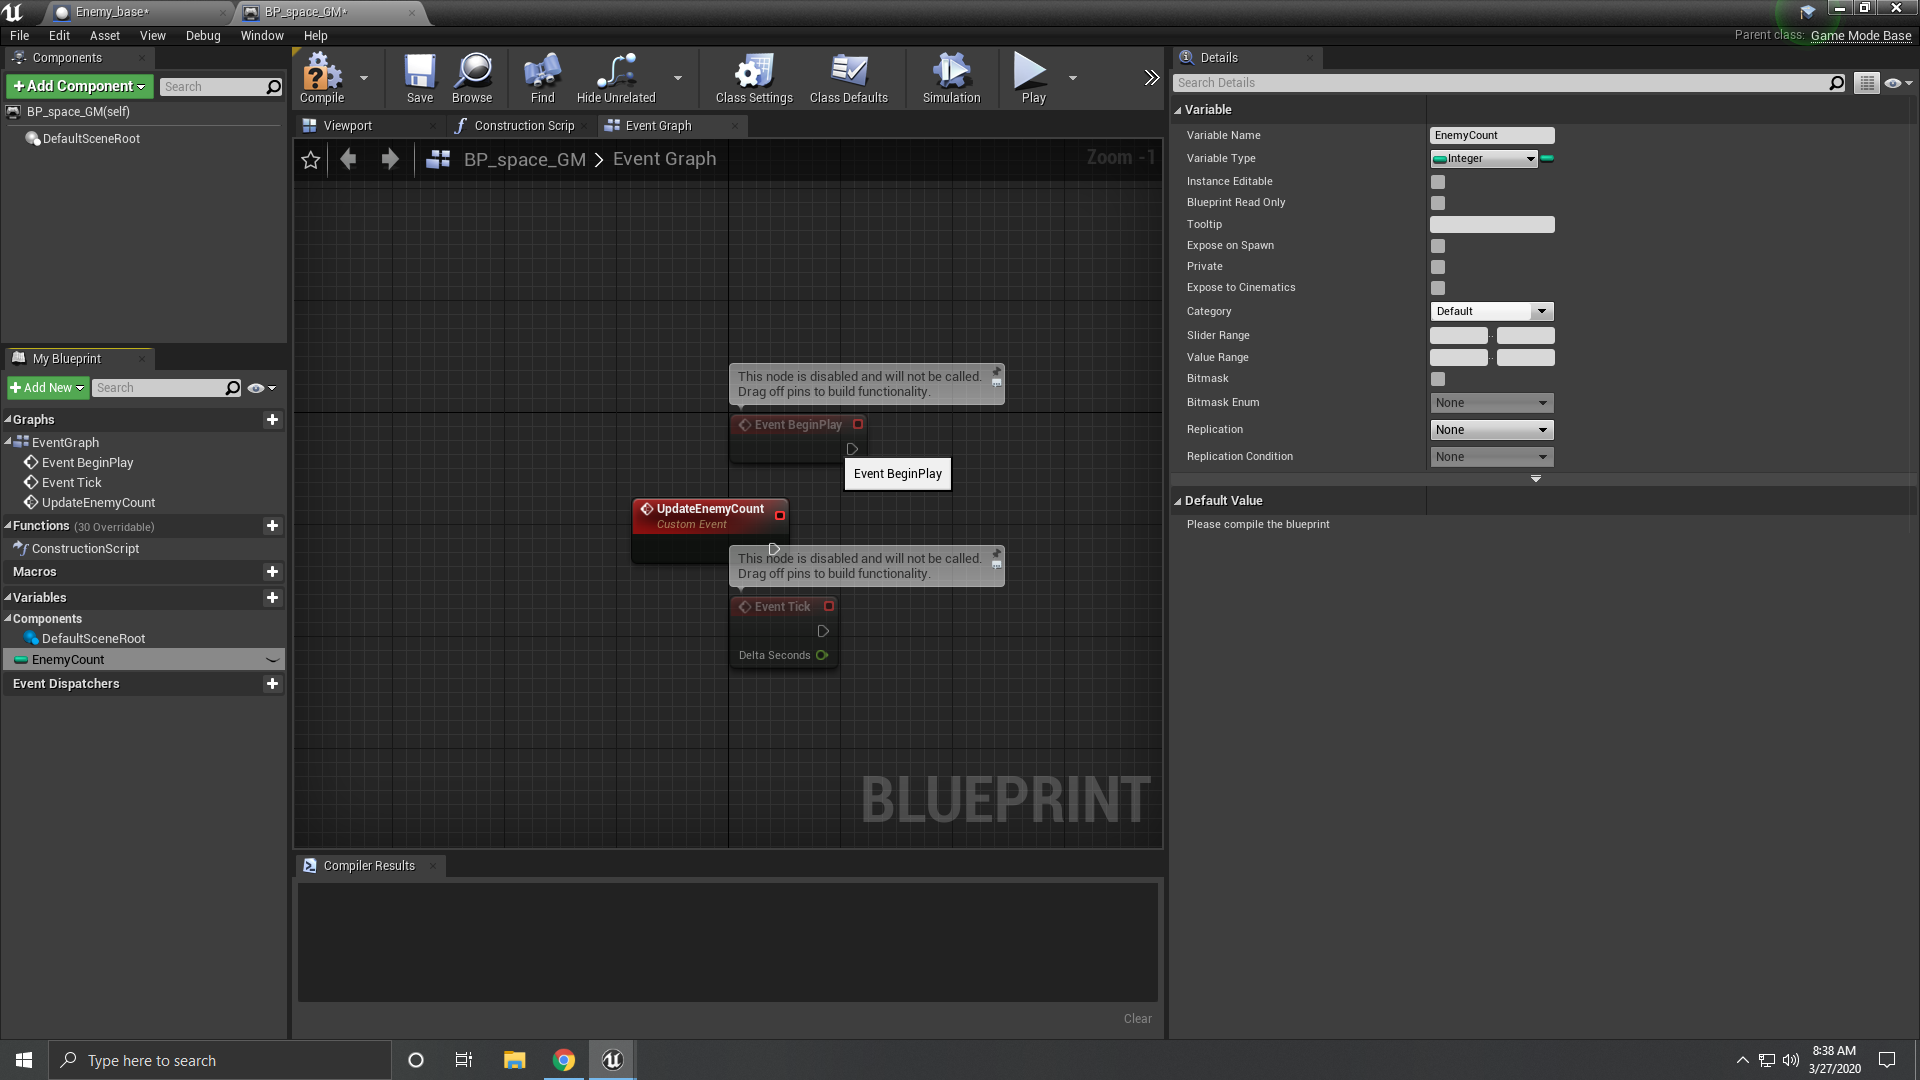 Enemy_base*
BP_space_GM*
File Edit Asset View Debug Window Help
Parent class: Game Mode Base
Components
+Add Component
Search
BP_space_GM(self)
DefaultSceneRoot
My Blueprint
+Add New
Search
Graphs
EventGraph
Event BeginPlay
Event Tick
UpdateEnemyCount
Functions (30 Overridable)
ConstructionScript
Macros
Variables
Components
DefaultSceneRoot
EnemyCount
Event Dispatchers
Compile
Save
Browse
Find
Hide Unrelated
Class Settings
Class Defaults
Simulation
Play
Viewport
Construction Scrip
Event Graph
BP_space_GM > Event Graph
Zoom -1
This node is disabled and will not be called.
Drag off pins to build functionality.
Event BeginPlay
Event BeginPlay
UpdateEnemyCount
Custom Event
This node is disabled and will not be called.
Drag off pins to build functionality.
Event Tick
Delta Seconds
BLUEPRINT
Compiler Results
Clear
Details
Search Details
Variable
Variable Name EnemyCount
Variable Type Integer
Instance Editable
Blueprint Read Only
Tooltip
Expose on Spawn
Private
Expose to Cinematics
Category Default
Slider Range
Value Range
Bitmask
Bitmask Enum None
Replication None
Replication Condition None
Default Value
Please compile the blueprint
Type here to search
8:38 AM
3/27/2020